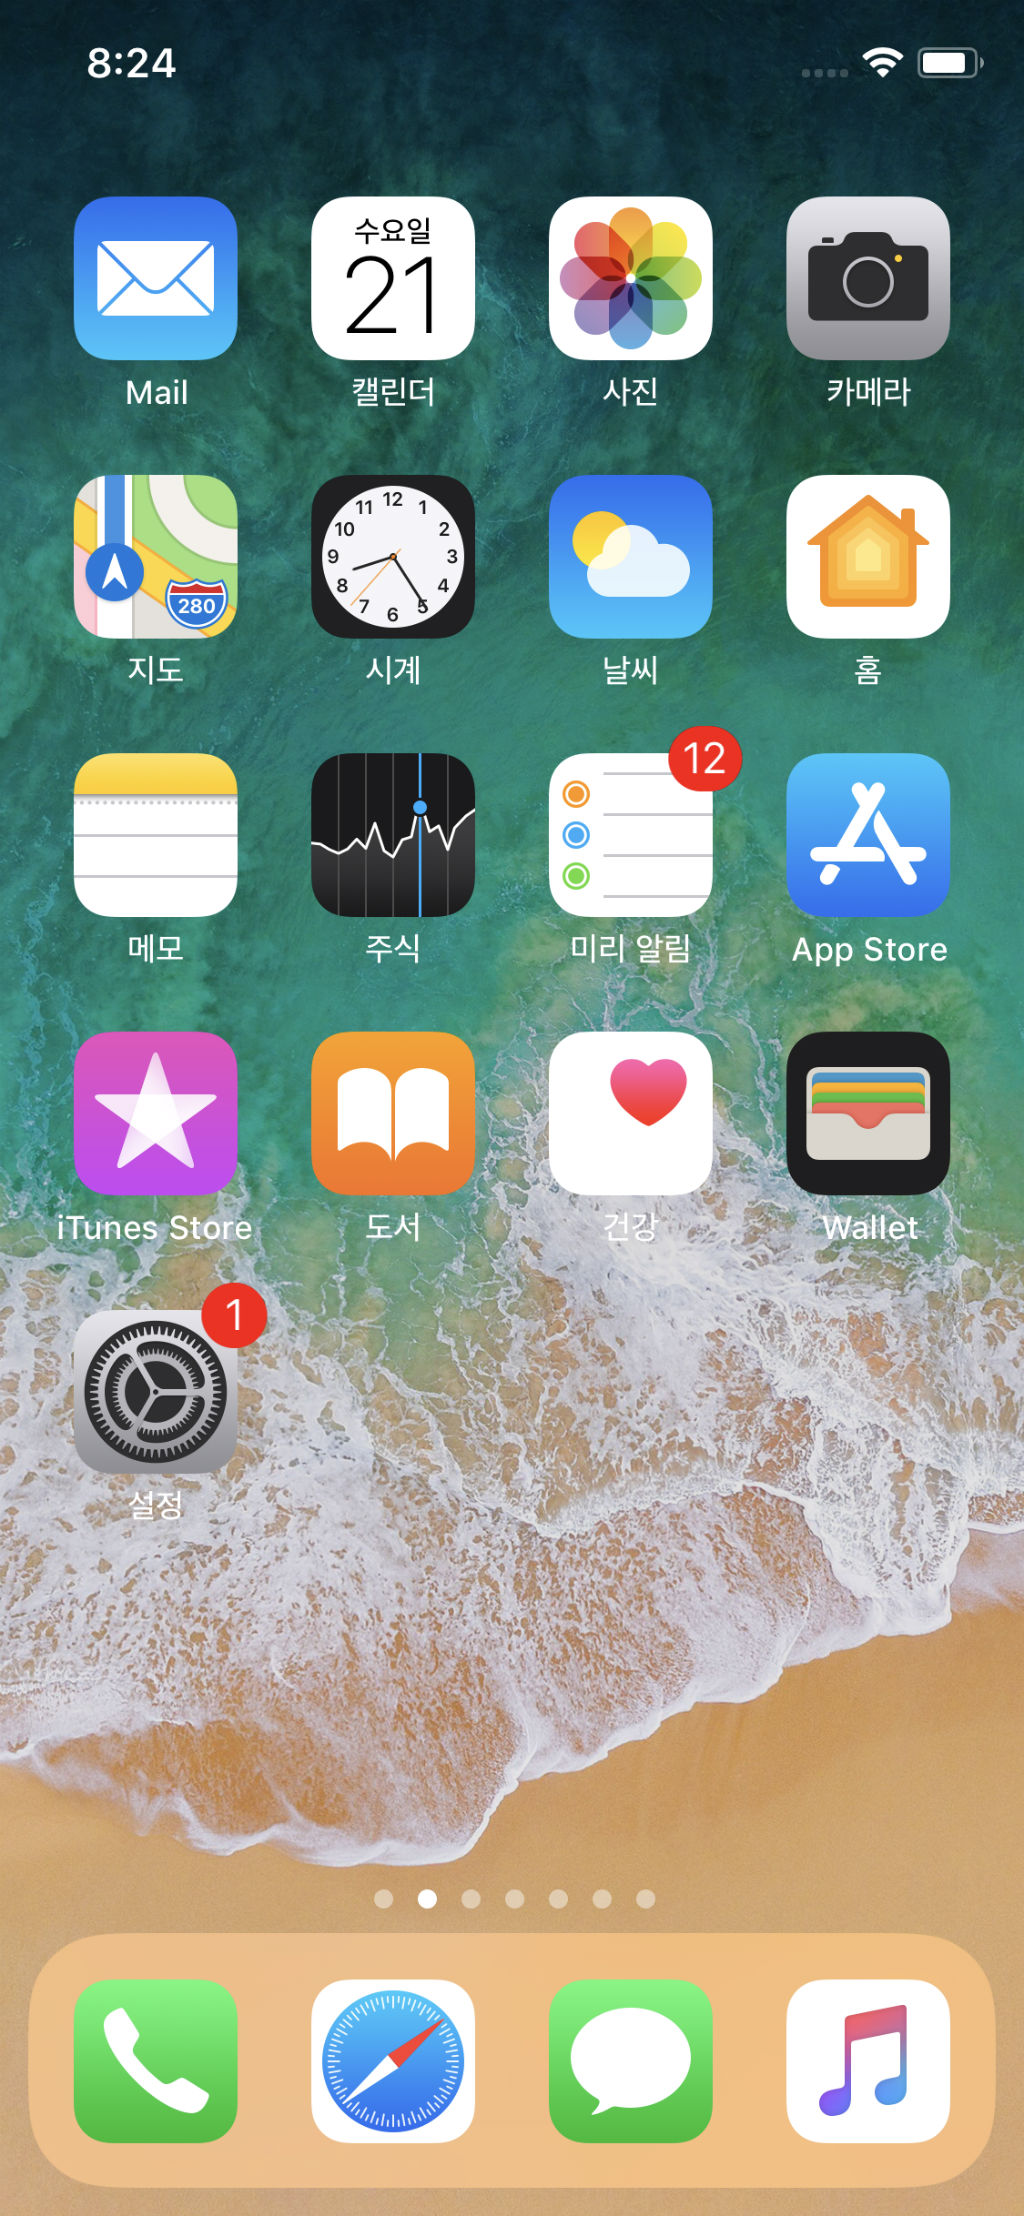 8:24
수요일
21
Mail
캘린더
사진
카메라
280
12
11
1
10
2
9
3
8
4
7
5
6
지도
시계
날씨
홈
12
메모
주식
미리 알림
App Store
iTunes Store
도서
건강
Wallet
1
설정